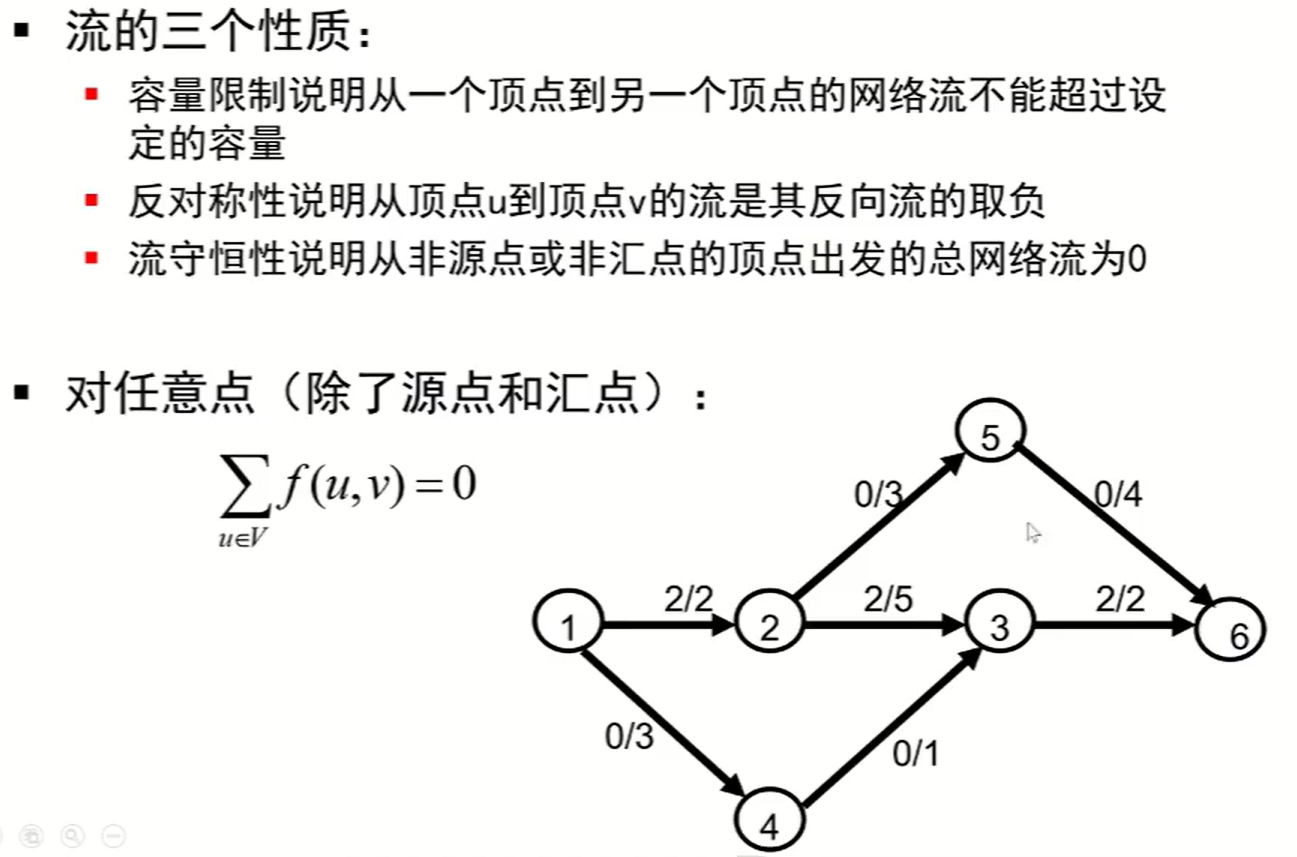 ▪ 流的三个性质：
▪ 容量限制说明从一个顶点到另一个顶点的网络流不能超过设
定的容量
▪ 反对称性说明从顶点u到顶点v的流是其反向流的取负
▪ 流守恒性说明从非源点或非汇点的顶点出发的总网络流为0
▪ 对任意点（除了源点和汇点）：
∑ f(u,v)=0
u∈V
5
0/3
0/4
2/2
2/5
2/2
1
2
3
6
0/3
0/1
4